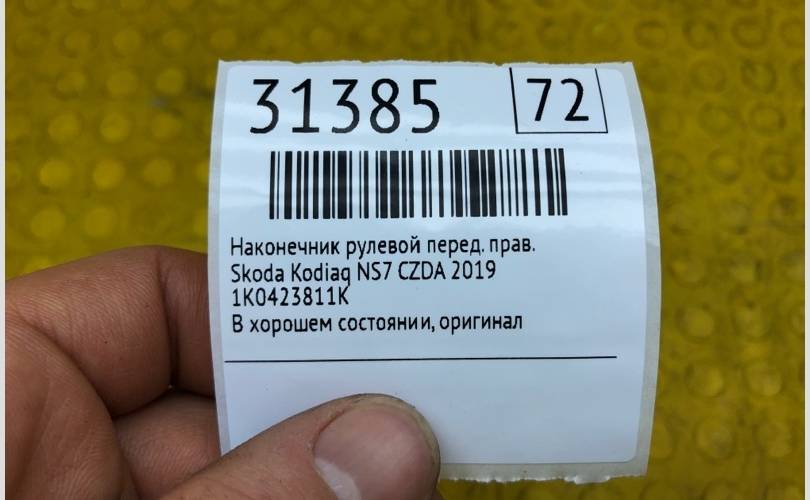 31385
72
Наконечник рулевой перед. прав.
Skoda Kodiaq NS7 CZDA 2019
1K0423811K
В хорошем состоянии, оригинал